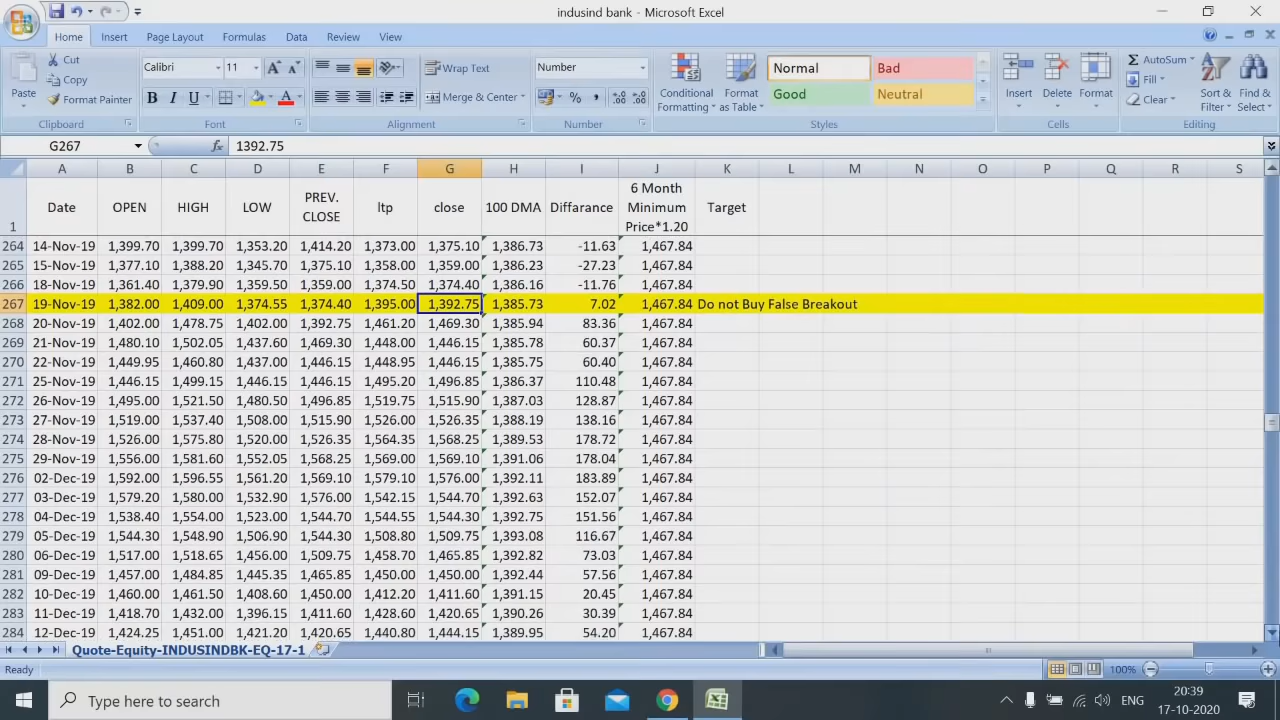 indusind bank - Microsoft Excel
Home Insert Page Layout Formulas Data Review View
Paste
Cut
Copy
Format Painter
Clipboard
Calibri 11
B I U A A A
Font
Wrap Text
Merge & Center
Alignment
Number
% ,
Number
Conditional Formatting
Format as Table
Normal Bad
Good Neutral
Styles
Insert Delete Format
Cells
Σ AutoSum
Fill
Clear
Sort & Filter
Find & Select
Editing
G267 fx 1392.75
A B C D E F G H I J K L M N O P Q R S
1 Date OPEN HIGH LOW PREV. CLOSE ltp close 100 DMA Differance 6 Month Minimum Price*1.20 Target
264 14-Nov-19 1,399.70 1,399.70 1,353.20 1,414.20 1,373.00 1,375.10 1,386.73 -11.63 1,467.84
265 15-Nov-19 1,377.10 1,388.20 1,345.70 1,375.10 1,358.00 1,359.00 1,386.23 -27.23 1,467.84
266 18-Nov-19 1,361.40 1,379.90 1,359.50 1,359.00 1,374.50 1,374.40 1,386.16 -11.76 1,467.84
267 19-Nov-19 1,382.00 1,409.00 1,374.55 1,374.40 1,395.00 1,392.75 1,385.73 7.02 1,467.84 Do not Buy False Breakout
268 20-Nov-19 1,402.00 1,478.75 1,402.00 1,392.75 1,461.20 1,469.30 1,385.94 83.36 1,467.84
269 21-Nov-19 1,480.10 1,502.05 1,437.60 1,469.30 1,448.00 1,446.15 1,385.78 60.37 1,467.84
270 22-Nov-19 1,449.95 1,460.80 1,437.00 1,446.15 1,448.95 1,446.15 1,385.75 60.40 1,467.84
271 25-Nov-19 1,446.15 1,499.15 1,446.15 1,446.15 1,495.20 1,496.85 1,386.37 110.48 1,467.84
272 26-Nov-19 1,495.00 1,521.50 1,480.50 1,496.85 1,519.75 1,515.90 1,387.03 128.87 1,467.84
273 27-Nov-19 1,519.00 1,537.40 1,508.00 1,515.90 1,526.00 1,526.35 1,388.19 138.16 1,467.84
274 28-Nov-19 1,526.00 1,575.80 1,520.00 1,526.35 1,564.35 1,568.25 1,389.53 178.72 1,467.84
275 29-Nov-19 1,556.00 1,581.60 1,552.05 1,568.25 1,569.00 1,569.10 1,391.06 178.04 1,467.84
276 02-Dec-19 1,592.00 1,596.55 1,561.20 1,569.10 1,579.10 1,576.00 1,392.11 183.89 1,467.84
277 03-Dec-19 1,579.20 1,580.00 1,532.90 1,576.00 1,542.15 1,544.70 1,392.63 152.07 1,467.84
278 04-Dec-19 1,538.40 1,554.00 1,523.00 1,544.70 1,544.55 1,544.30 1,392.75 151.56 1,467.84
279 05-Dec-19 1,544.30 1,548.90 1,506.90 1,544.30 1,508.80 1,509.75 1,393.08 116.67 1,467.84
280 06-Dec-19 1,517.00 1,518.65 1,456.00 1,509.75 1,458.70 1,465.85 1,392.82 73.03 1,467.84
281 09-Dec-19 1,457.00 1,484.85 1,445.35 1,465.85 1,450.00 1,450.00 1,392.44 57.56 1,467.84
282 10-Dec-19 1,460.00 1,461.50 1,408.60 1,450.00 1,412.20 1,411.60 1,391.15 20.45 1,467.84
283 11-Dec-19 1,418.70 1,432.00 1,396.15 1,411.60 1,428.60 1,420.65 1,390.26 30.39 1,467.84
284 12-Dec-19 1,424.25 1,451.00 1,421.20 1,420.65 1,440.80 1,444.15 1,389.95 54.20 1,467.84
Quote-Equity-INDUSINDBK-EQ-17-1
Ready 100%
Type here to search ENG 20:39
17-10-2020